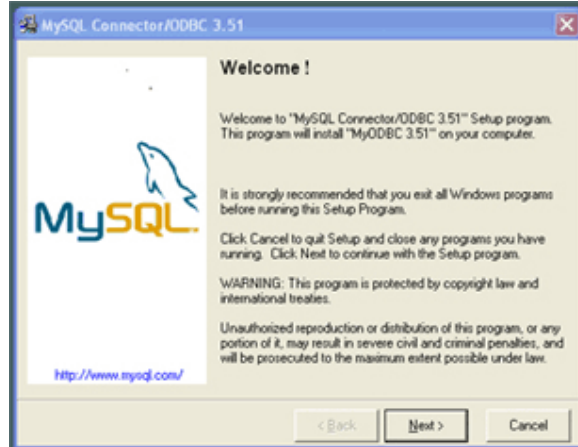 MySQL Connector/ODBC 3.51
Welcome !
Welcome to "MySQL Connector/ODBC 3.51" Setup program.
This program will install "MyODBC 3.51" on your computer.
It is strongly recommended that you exit all Windows programs
before running this Setup Program.
Click Cancel to quit Setup and close any programs you have
running. Click Next to continue with the Setup program.
WARNING: This program is protected by copyright law and
international treaties.
Unauthorized reproduction or distribution of this program, or any
portion of it, may result in severe civil and criminal penalties, and
will be prosecuted to the maximum extent possible under law.
MySQL
http://www.mysql.com/
< Back
Next >
Cancel